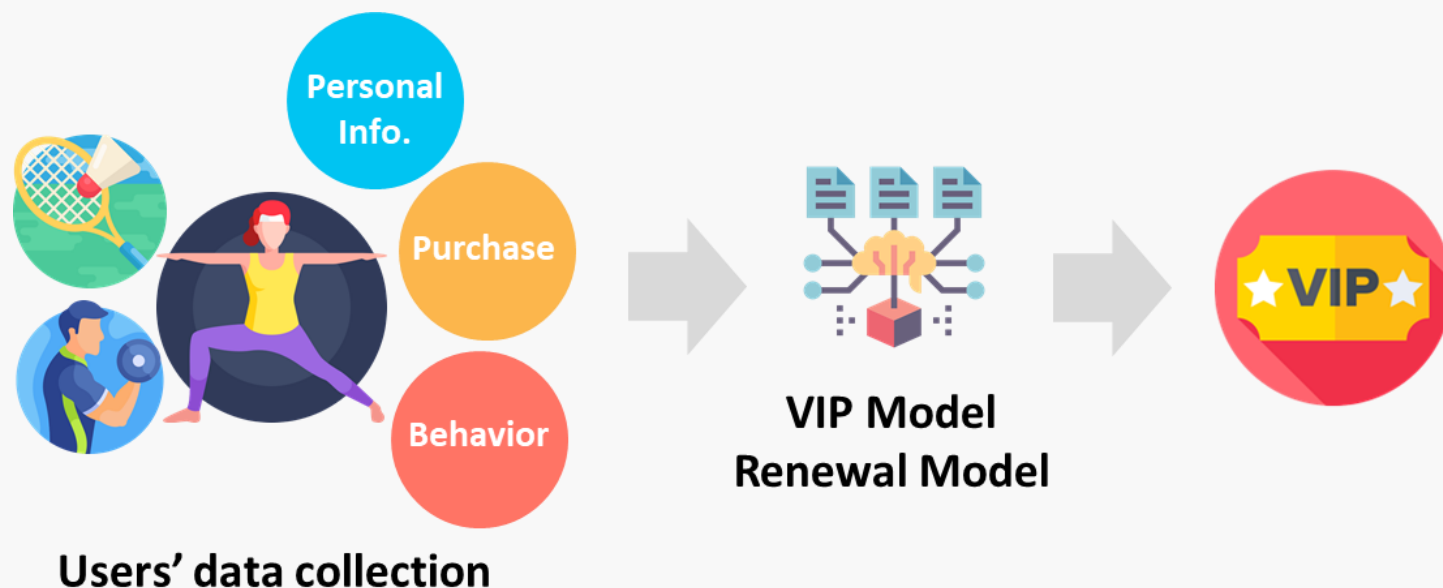 Personal
Info.
Purchase
Behavior
Users’ data collection
VIP Model
Renewal Model
VIP